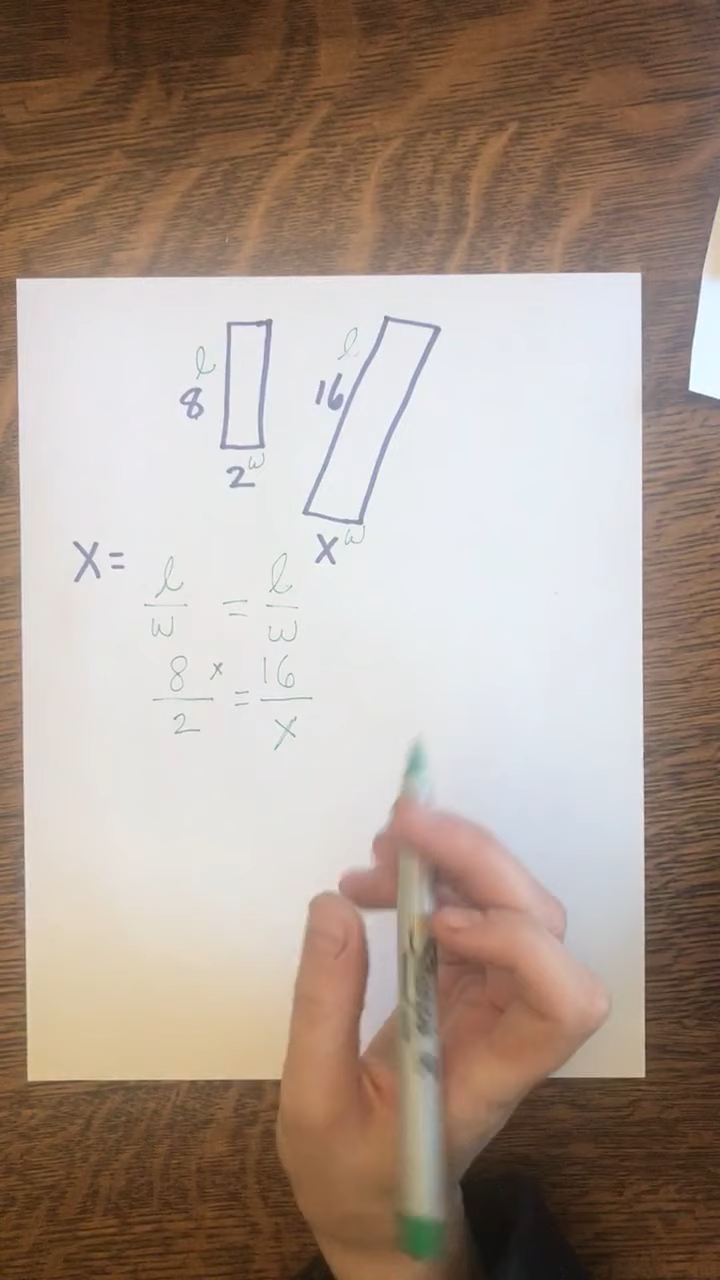 l l
8 16
2 w
x w
X=
l/w = l/w
8/2 x = 16/x